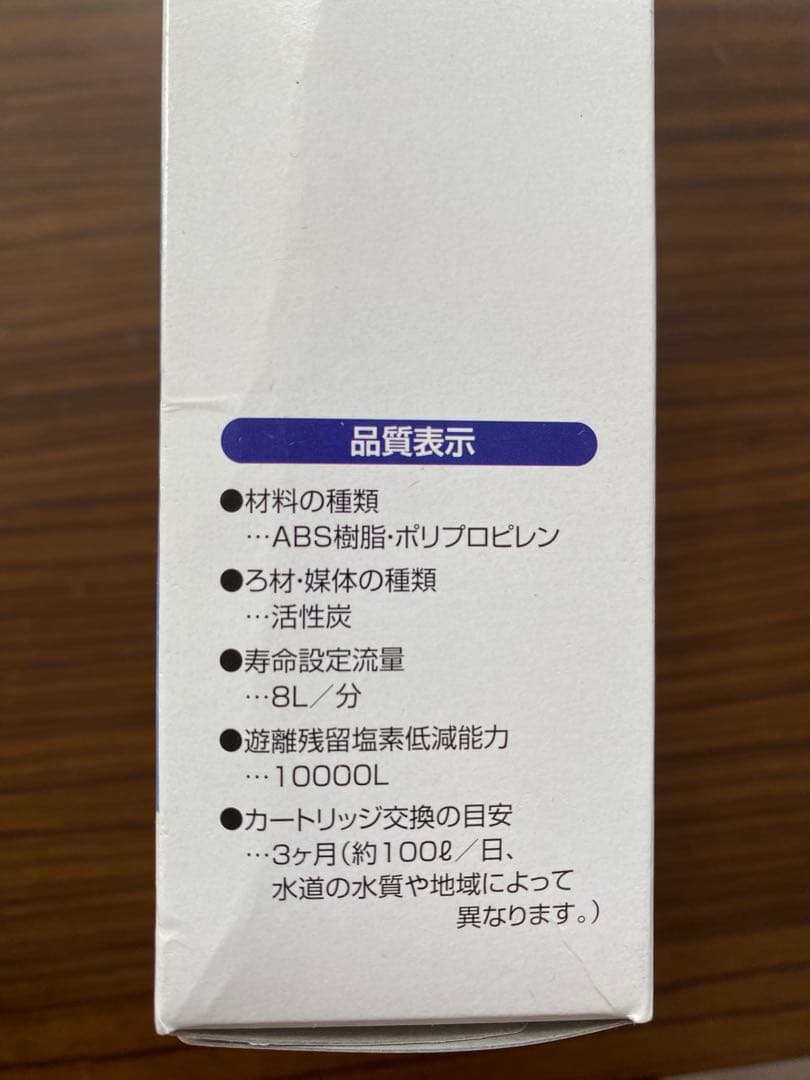 品質表示
●材料の種類
…ABS樹脂・ポリプロピレン
●ろ材・媒体の種類
…活性炭
●寿命設定流量
…8L／分
●遊離残留塩素低減能力
…10000L
●カートリッジ交換の目安
…3ヶ月（約100ℓ／日、
水道の水質や地域によって
異なります。）